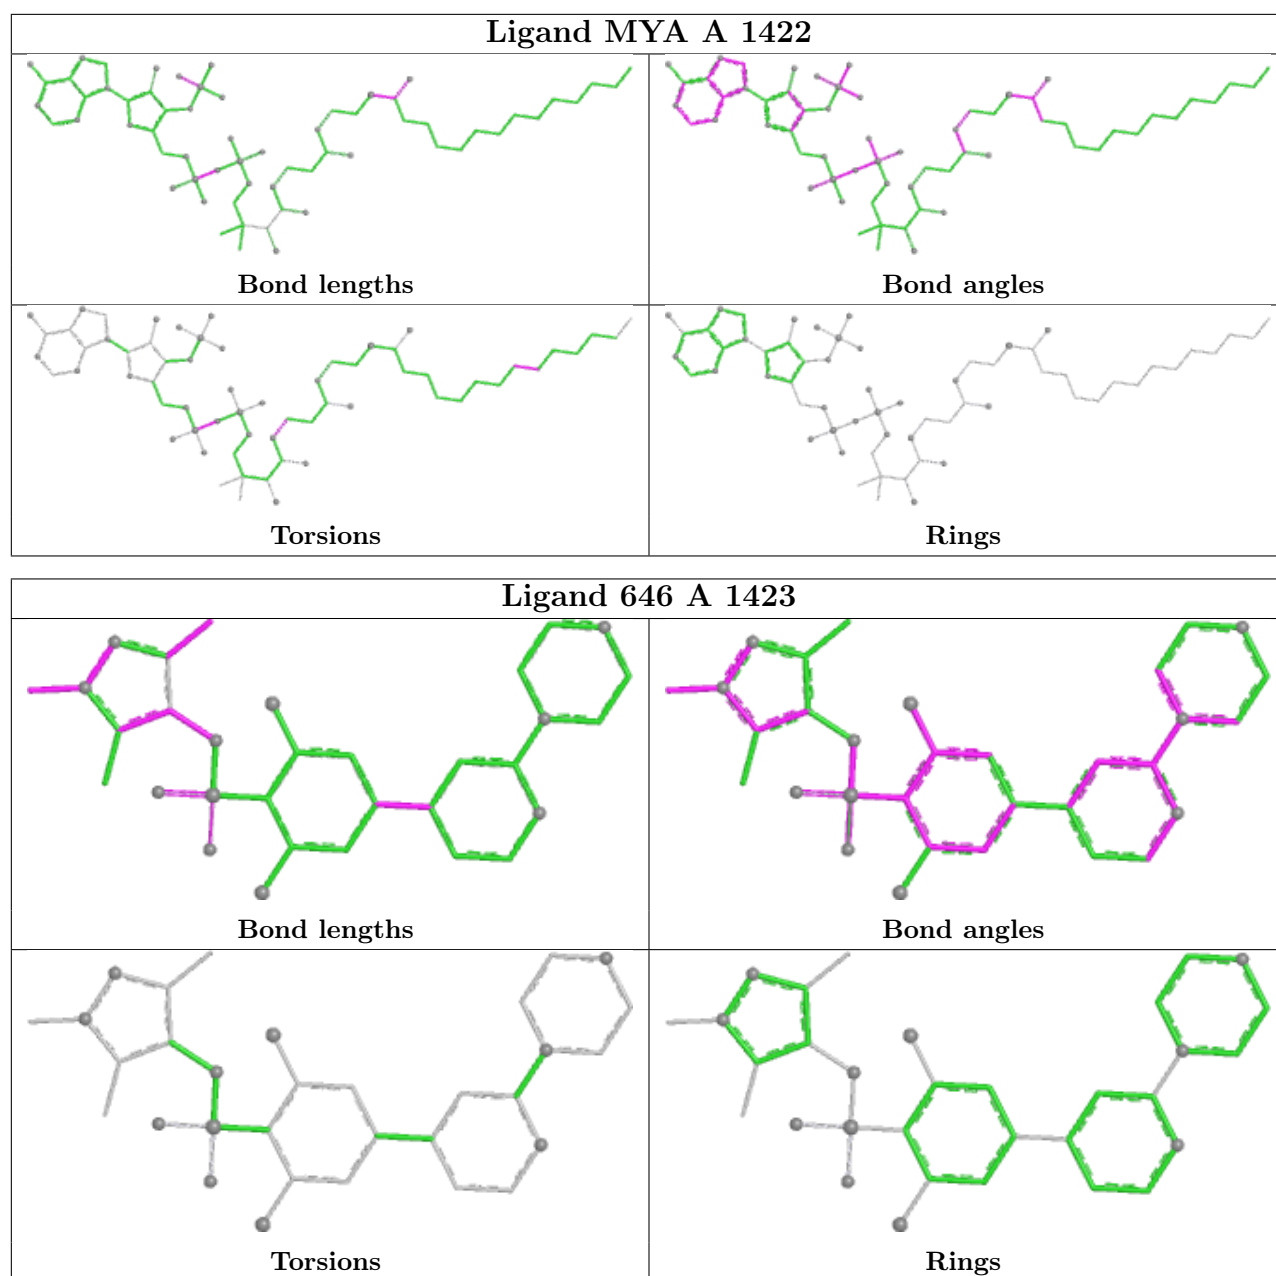 Ligand MYA A 1422
Bond lengths
Bond angles
Torsions
Rings
Ligand 646 A 1423
Bond lengths
Bond angles
Torsions
Rings